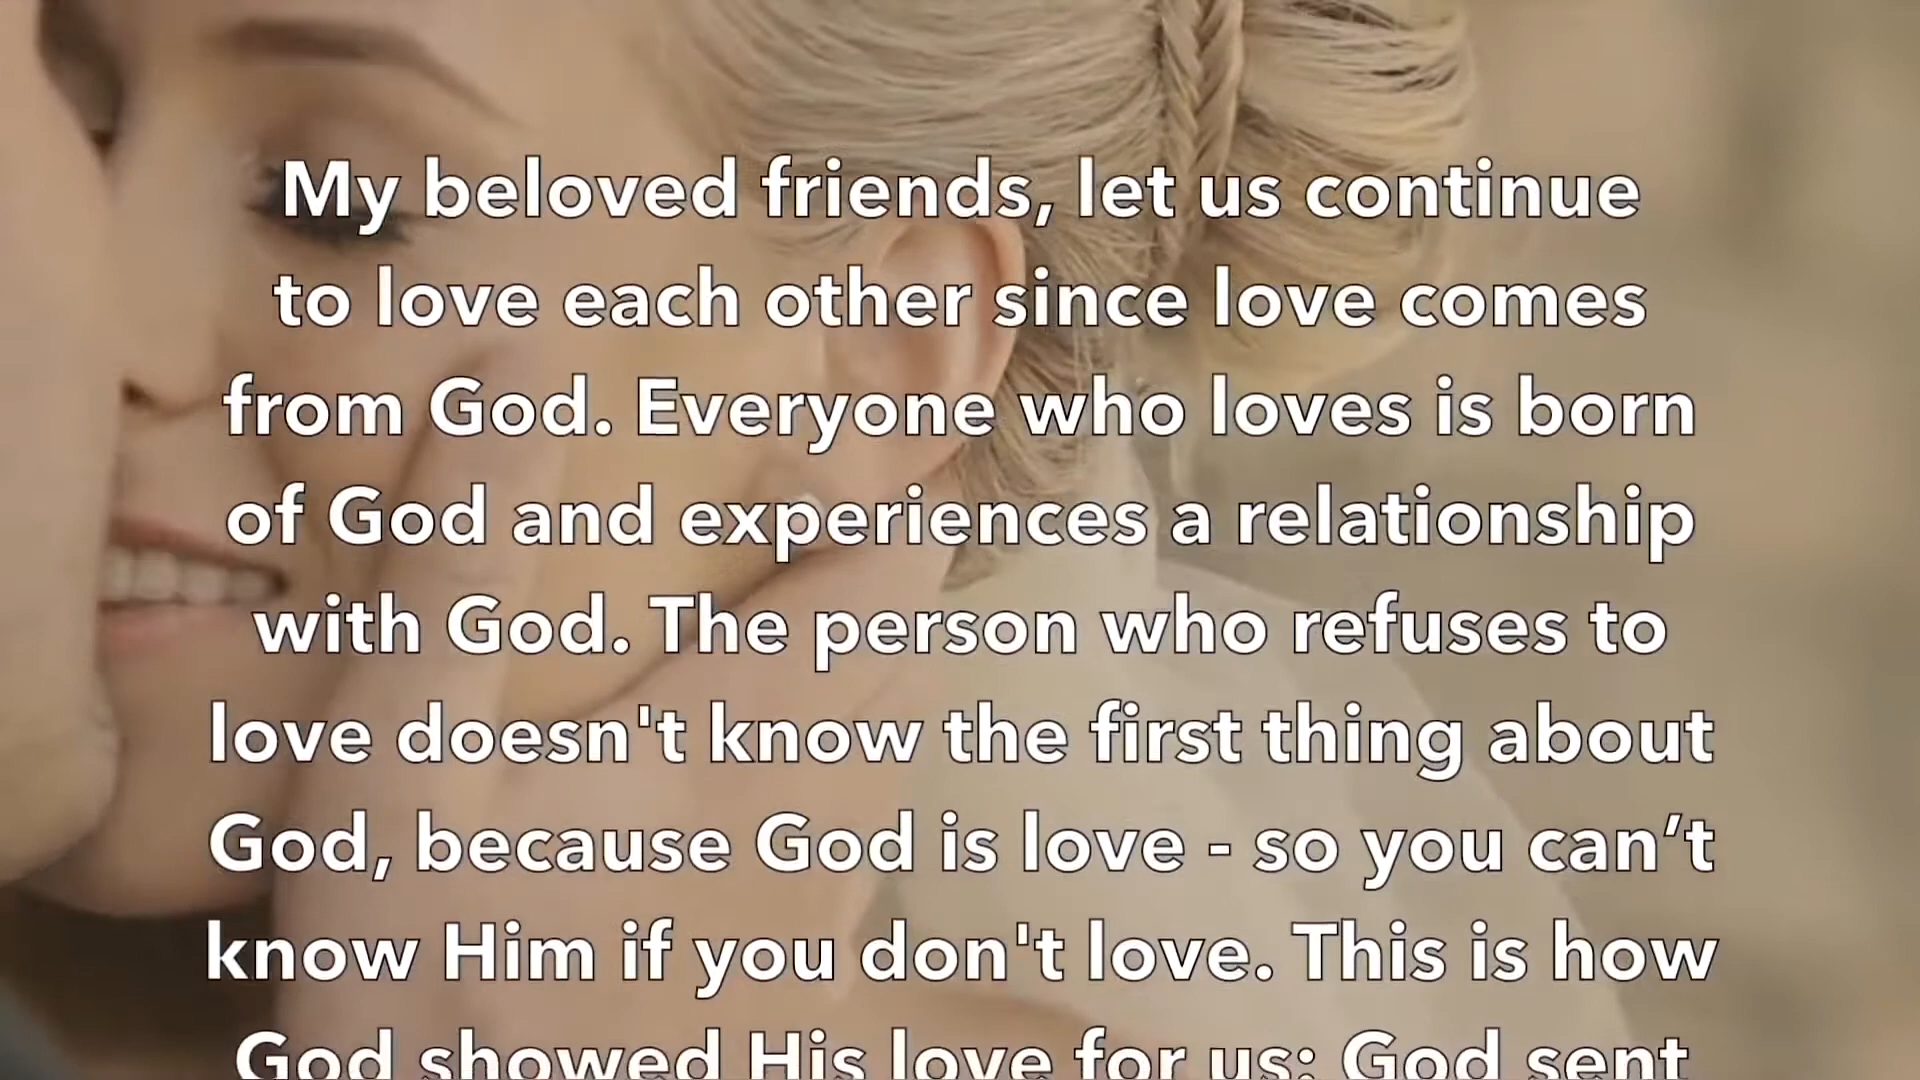 My beloved friends, let us continue
to love each other since love comes
from God. Everyone who loves is born
of God and experiences a relationship
with God. The person who refuses to
love doesn't know the first thing about
God, because God is love - so you can’t
know Him if you don't love. This is how
God showed His love for us: God sent